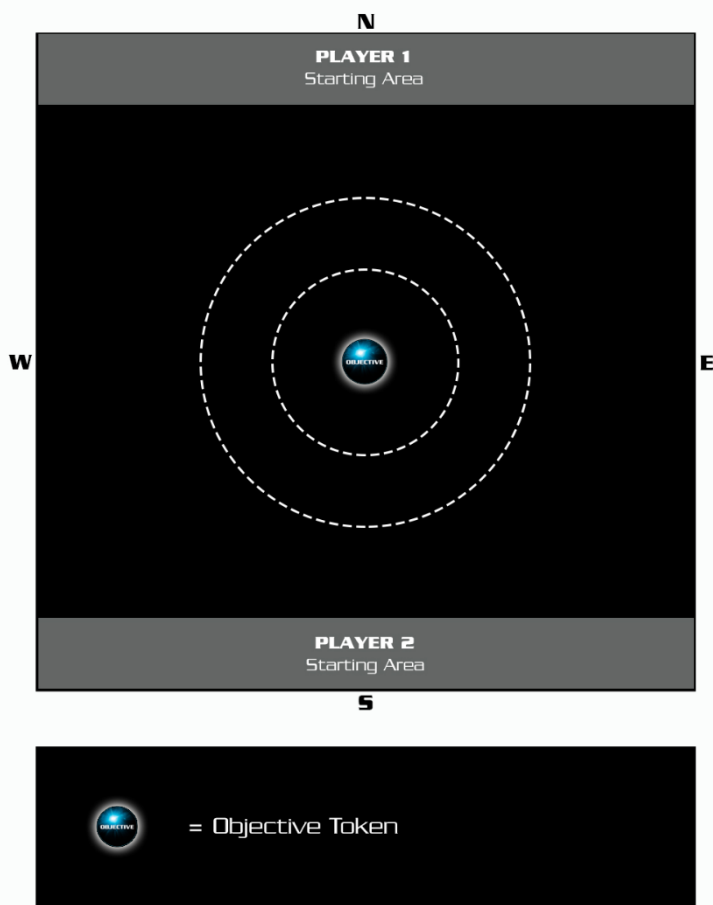 N
PLAYER 1
Starting Area
W
OBJECTIVE
E
PLAYER 2
Starting Area
S
OBJECTIVE
= Objective Token